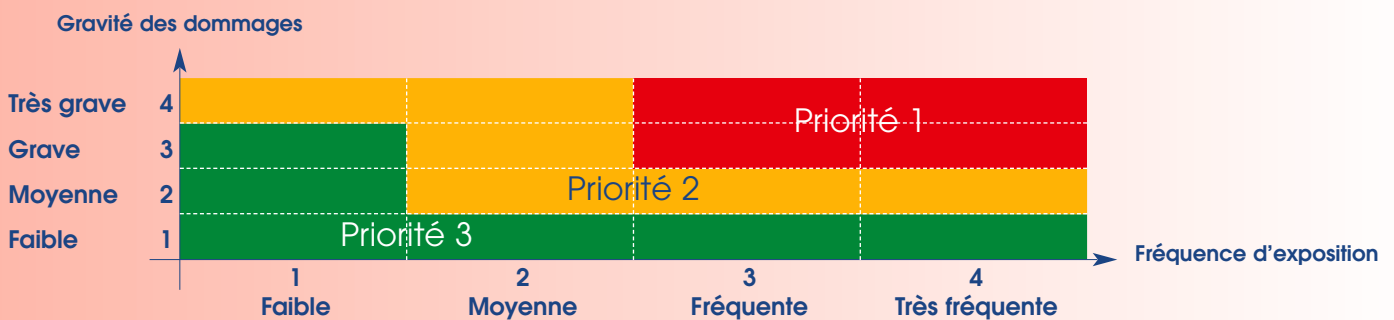 Gravité des dommages
Très grave 4
Priorité 1
Grave 3
Moyenne 2
Priorité 2
Faible 1
Priorité 3
Fréquence d’exposition
1 2 3 4
Faible Moyenne Fréquente Très fréquente